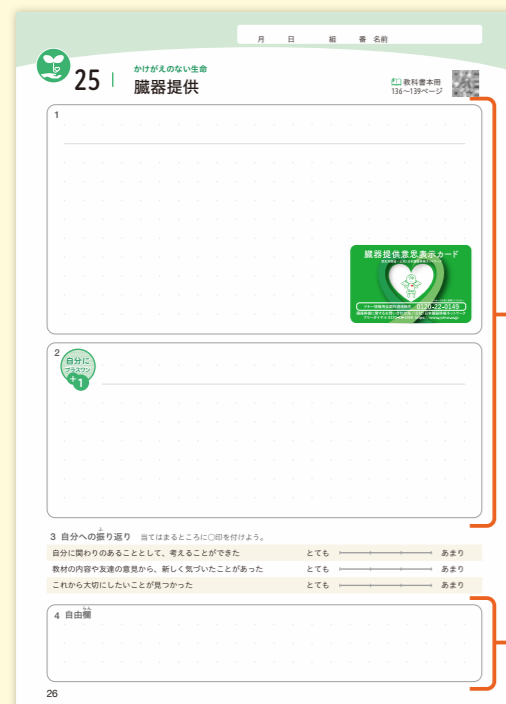 月 日 組 番 名前
かけがえのない生命
25
臓器提供
教科書本冊
136〜139ページ
1
臓器提供意思表示カード
0120-22-0149
2
自分に
プラスワン
+1
3 自分への振り返り 当てはまるところに○印を付けよう。
自分に関わりのあることとして、考えることができた とても あまり
教材の内容や友達の意見から、新しく気づいたことがあった とても あまり
これから大切にしたいことが見つかった とても あまり
4 自由欄
26